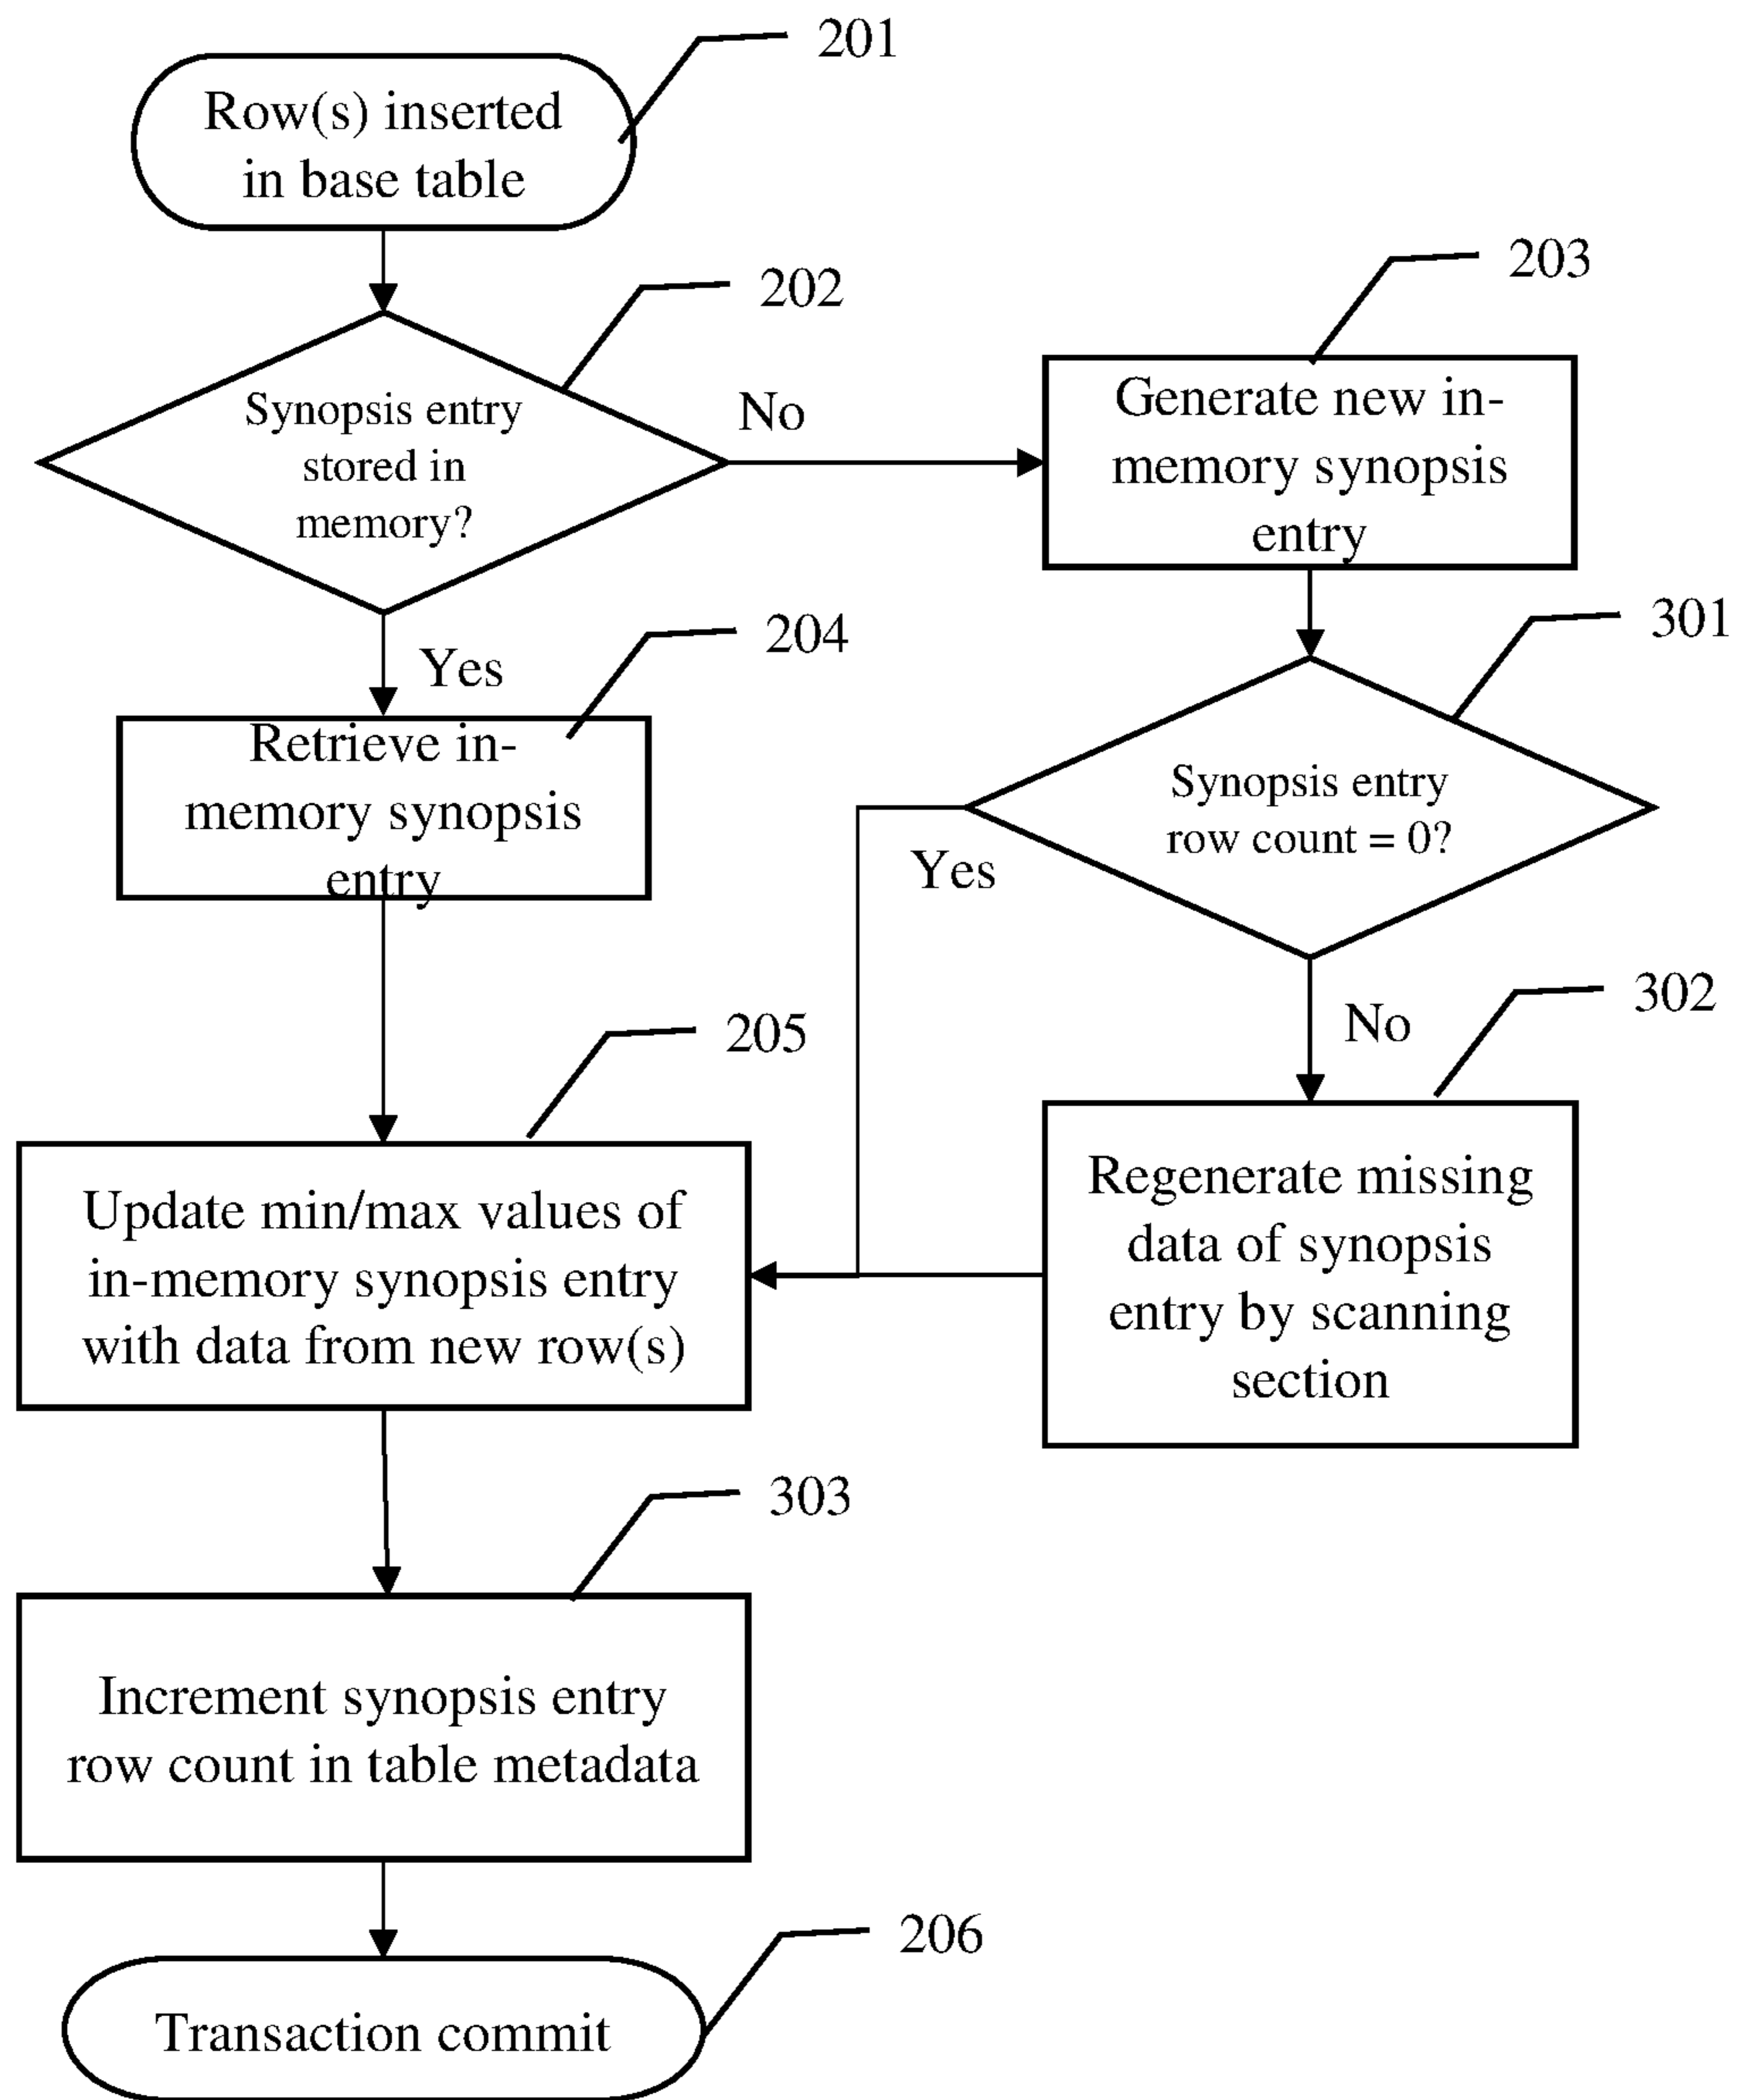 201
Row(s) inserted
in base table
202
Synopsis entry
stored in
memory?
No
203
Generate new in-
memory synopsis
entry
Yes
204
Retrieve in-
memory synopsis
entry
301
Synopsis entry
row count = 0?
Yes
No
302
Regenerate missing
data of synopsis
entry by scanning
section
205
Update min/max values of
in-memory synopsis entry
with data from new row(s)
303
Increment synopsis entry
row count in table metadata
206
Transaction commit